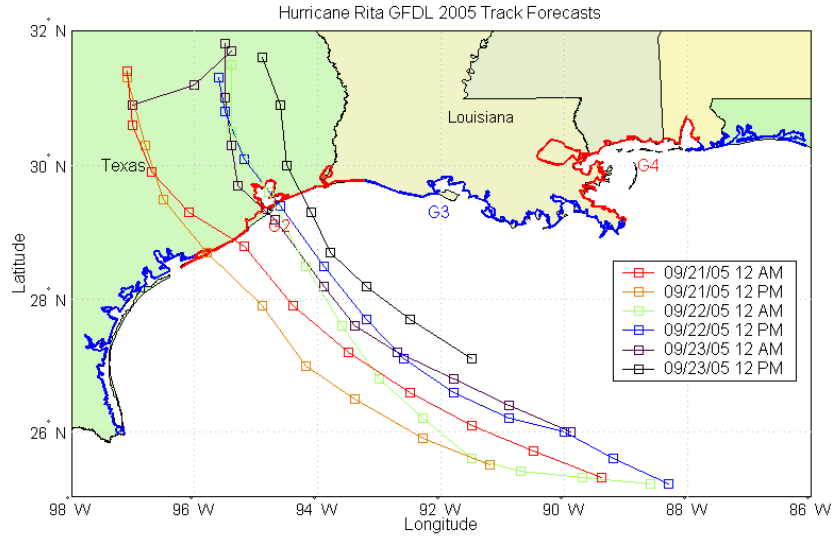 Hurricane Rita GFDL 2005 Track Forecasts
32° N
30° N
28° N
26° N
Latitude
Texas
Louisiana
G2
G3
G4
09/21/05 12 AM
09/21/05 12 PM
09/22/05 12 AM
09/22/05 12 PM
09/23/05 12 AM
09/23/05 12 PM
98° W
96° W
94° W
92° W
90° W
88° W
86° W
Longitude